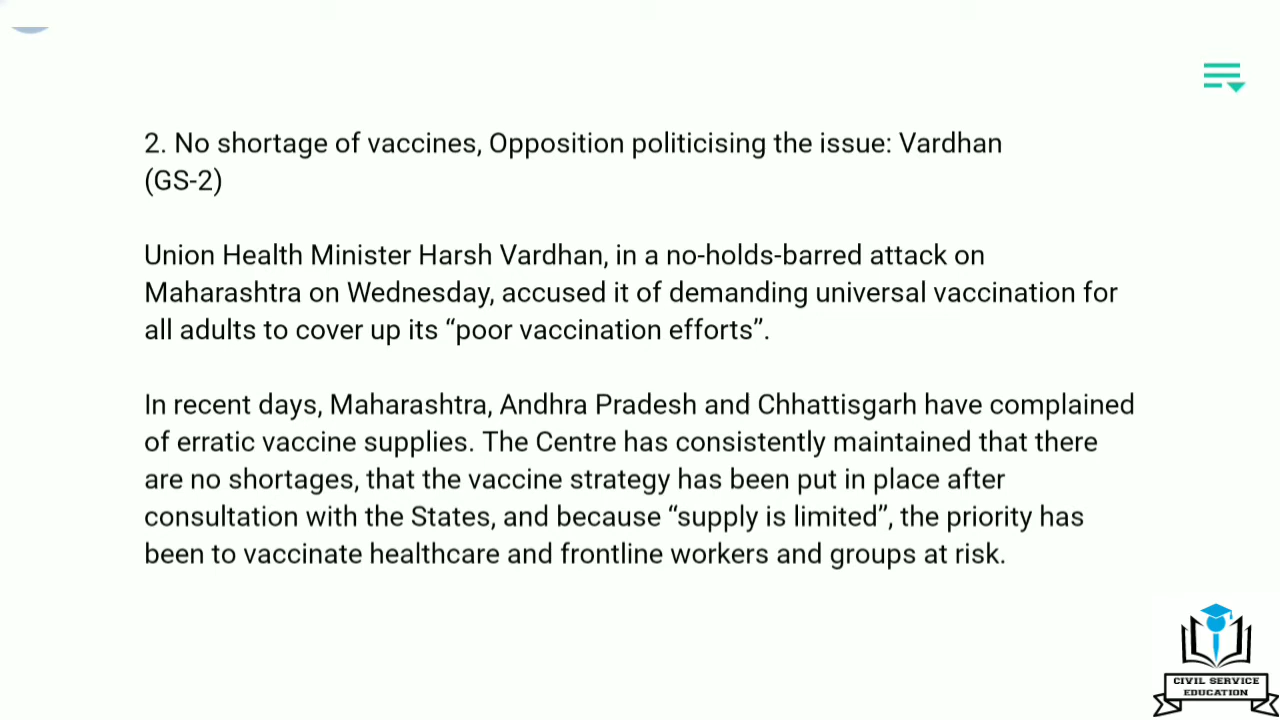 2. No shortage of vaccines, Opposition politicising the issue: Vardhan
(GS-2)
Union Health Minister Harsh Vardhan, in a no-holds-barred attack on
Maharashtra on Wednesday, accused it of demanding universal vaccination for
all adults to cover up its “poor vaccination efforts”.
In recent days, Maharashtra, Andhra Pradesh and Chhattisgarh have complained
of erratic vaccine supplies. The Centre has consistently maintained that there
are no shortages, that the vaccine strategy has been put in place after
consultation with the States, and because “supply is limited”, the priority has
been to vaccinate healthcare and frontline workers and groups at risk.
CIVIL SERVICE
EDUCATION